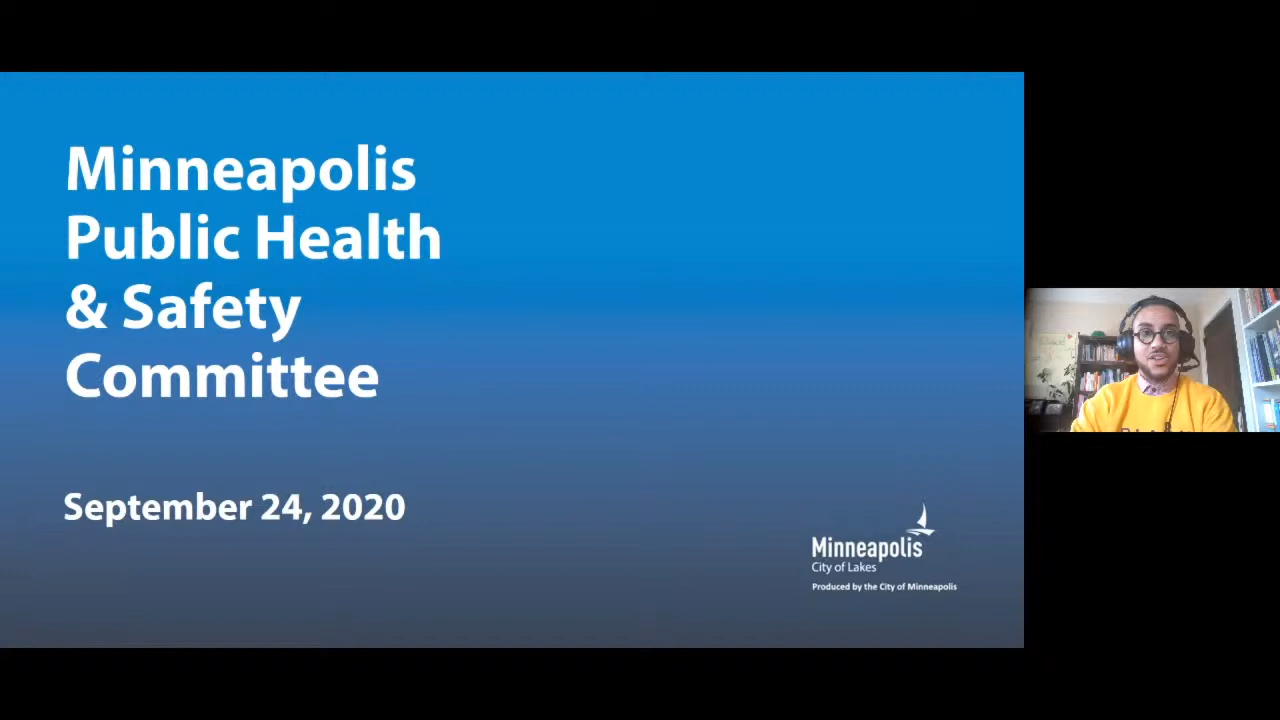 Minneapolis
Public Health
& Safety
Committee
September 24, 2020
Minneapolis
City of Lakes
Produced by the City of Minneapolis